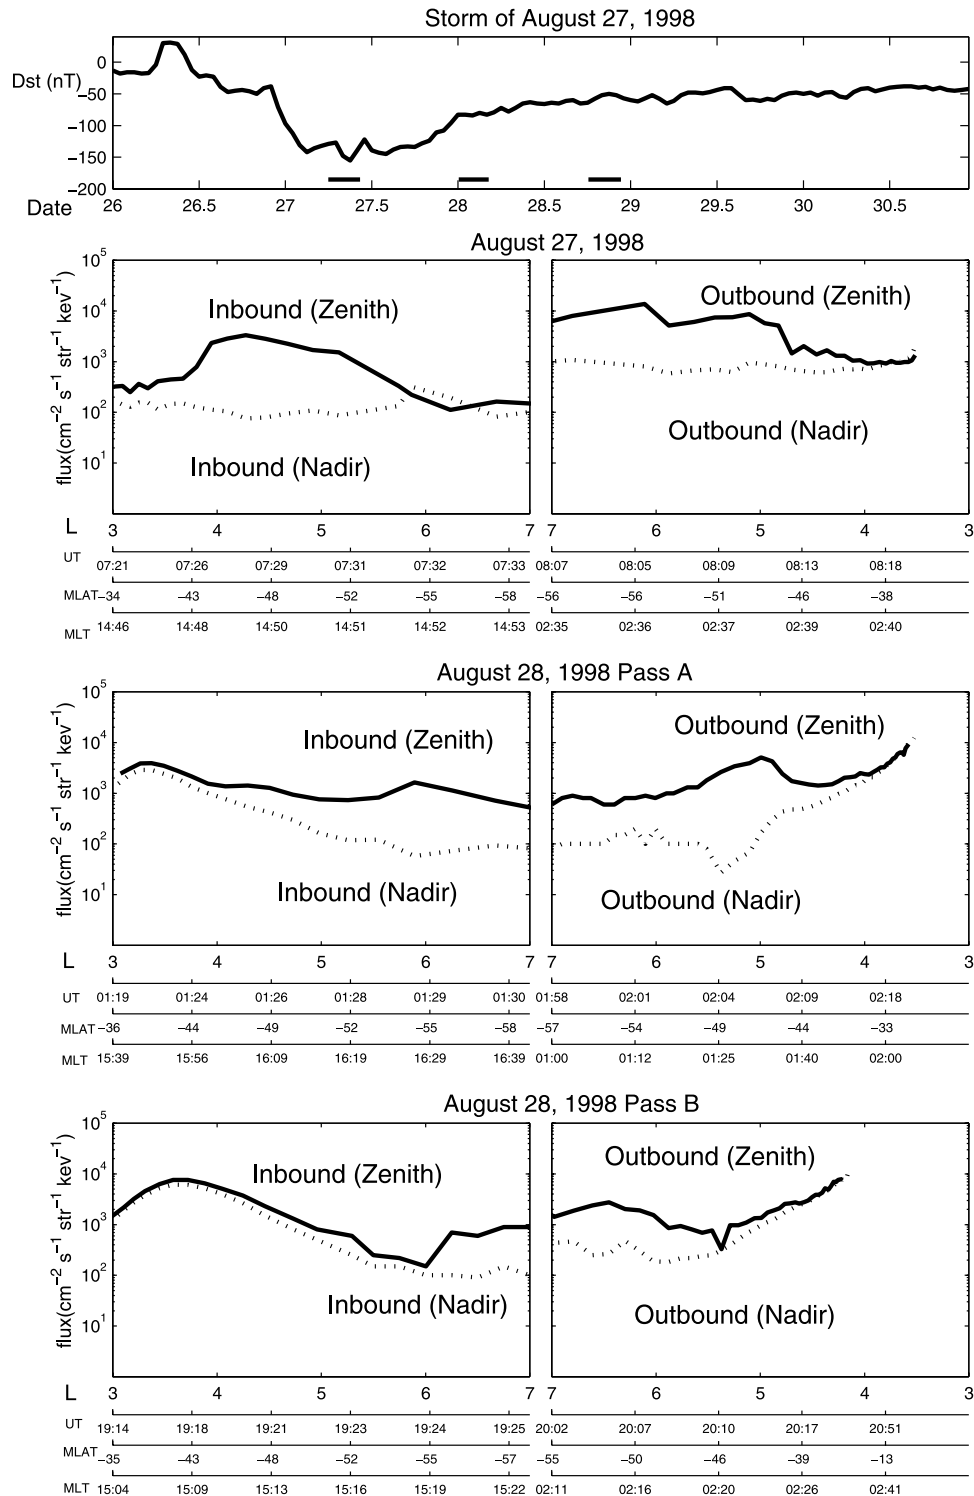 Storm of August 27, 1998
0
−50
−100
−150
−200
Dst (nT)
26 26.5 27 27.5 28 28.5 29 29.5 30 30.5
Date
August 27, 1998
flux(cm−2 s−1 str−1 kev−1)
10^5
10^4
10^3
10^2
10^1
Inbound (Zenith)
Inbound (Nadir)
Outbound (Zenith)
Outbound (Nadir)
L 3 4 5 6 7 7 6 5 4 3
UT 07:21 07:26 07:29 07:31 07:32 07:33 08:07 08:05 08:09 08:13 08:18
MLAT −34 −43 −48 −52 −55 −58 −56 −56 −51 −46 −38
MLT 14:46 14:48 14:50 14:51 14:52 14:53 02:35 02:36 02:37 02:39 02:40
August 28, 1998 Pass A
flux(cm−2 s−1 str−1 kev−1)
10^5
10^4
10^3
10^2
10^1
Inbound (Zenith)
Inbound (Nadir)
Outbound (Zenith)
Outbound (Nadir)
L 3 4 5 6 7 7 6 5 4 3
UT 01:19 01:24 01:26 01:28 01:29 01:30 01:58 02:01 02:04 02:09 02:18
MLAT −36 −44 −49 −52 −55 −58 −57 −54 −49 −44 −33
MLT 15:39 15:56 16:09 16:19 16:29 16:39 01:00 01:12 01:25 01:40 02:00
August 28, 1998 Pass B
flux(cm−2 s−1 str−1 kev−1)
10^5
10^4
10^3
10^2
10^1
Inbound (Zenith)
Inbound (Nadir)
Outbound (Zenith)
Outbound (Nadir)
L 3 4 5 6 7 7 6 5 4 3
UT 19:14 19:18 19:21 19:23 19:24 19:25 20:02 20:07 20:10 20:17 20:51
MLAT −35 −43 −48 −52 −55 −57 −55 −50 −46 −39 −13
MLT 15:04 15:09 15:13 15:16 15:19 15:22 02:11 02:16 02:20 02:26 02:41